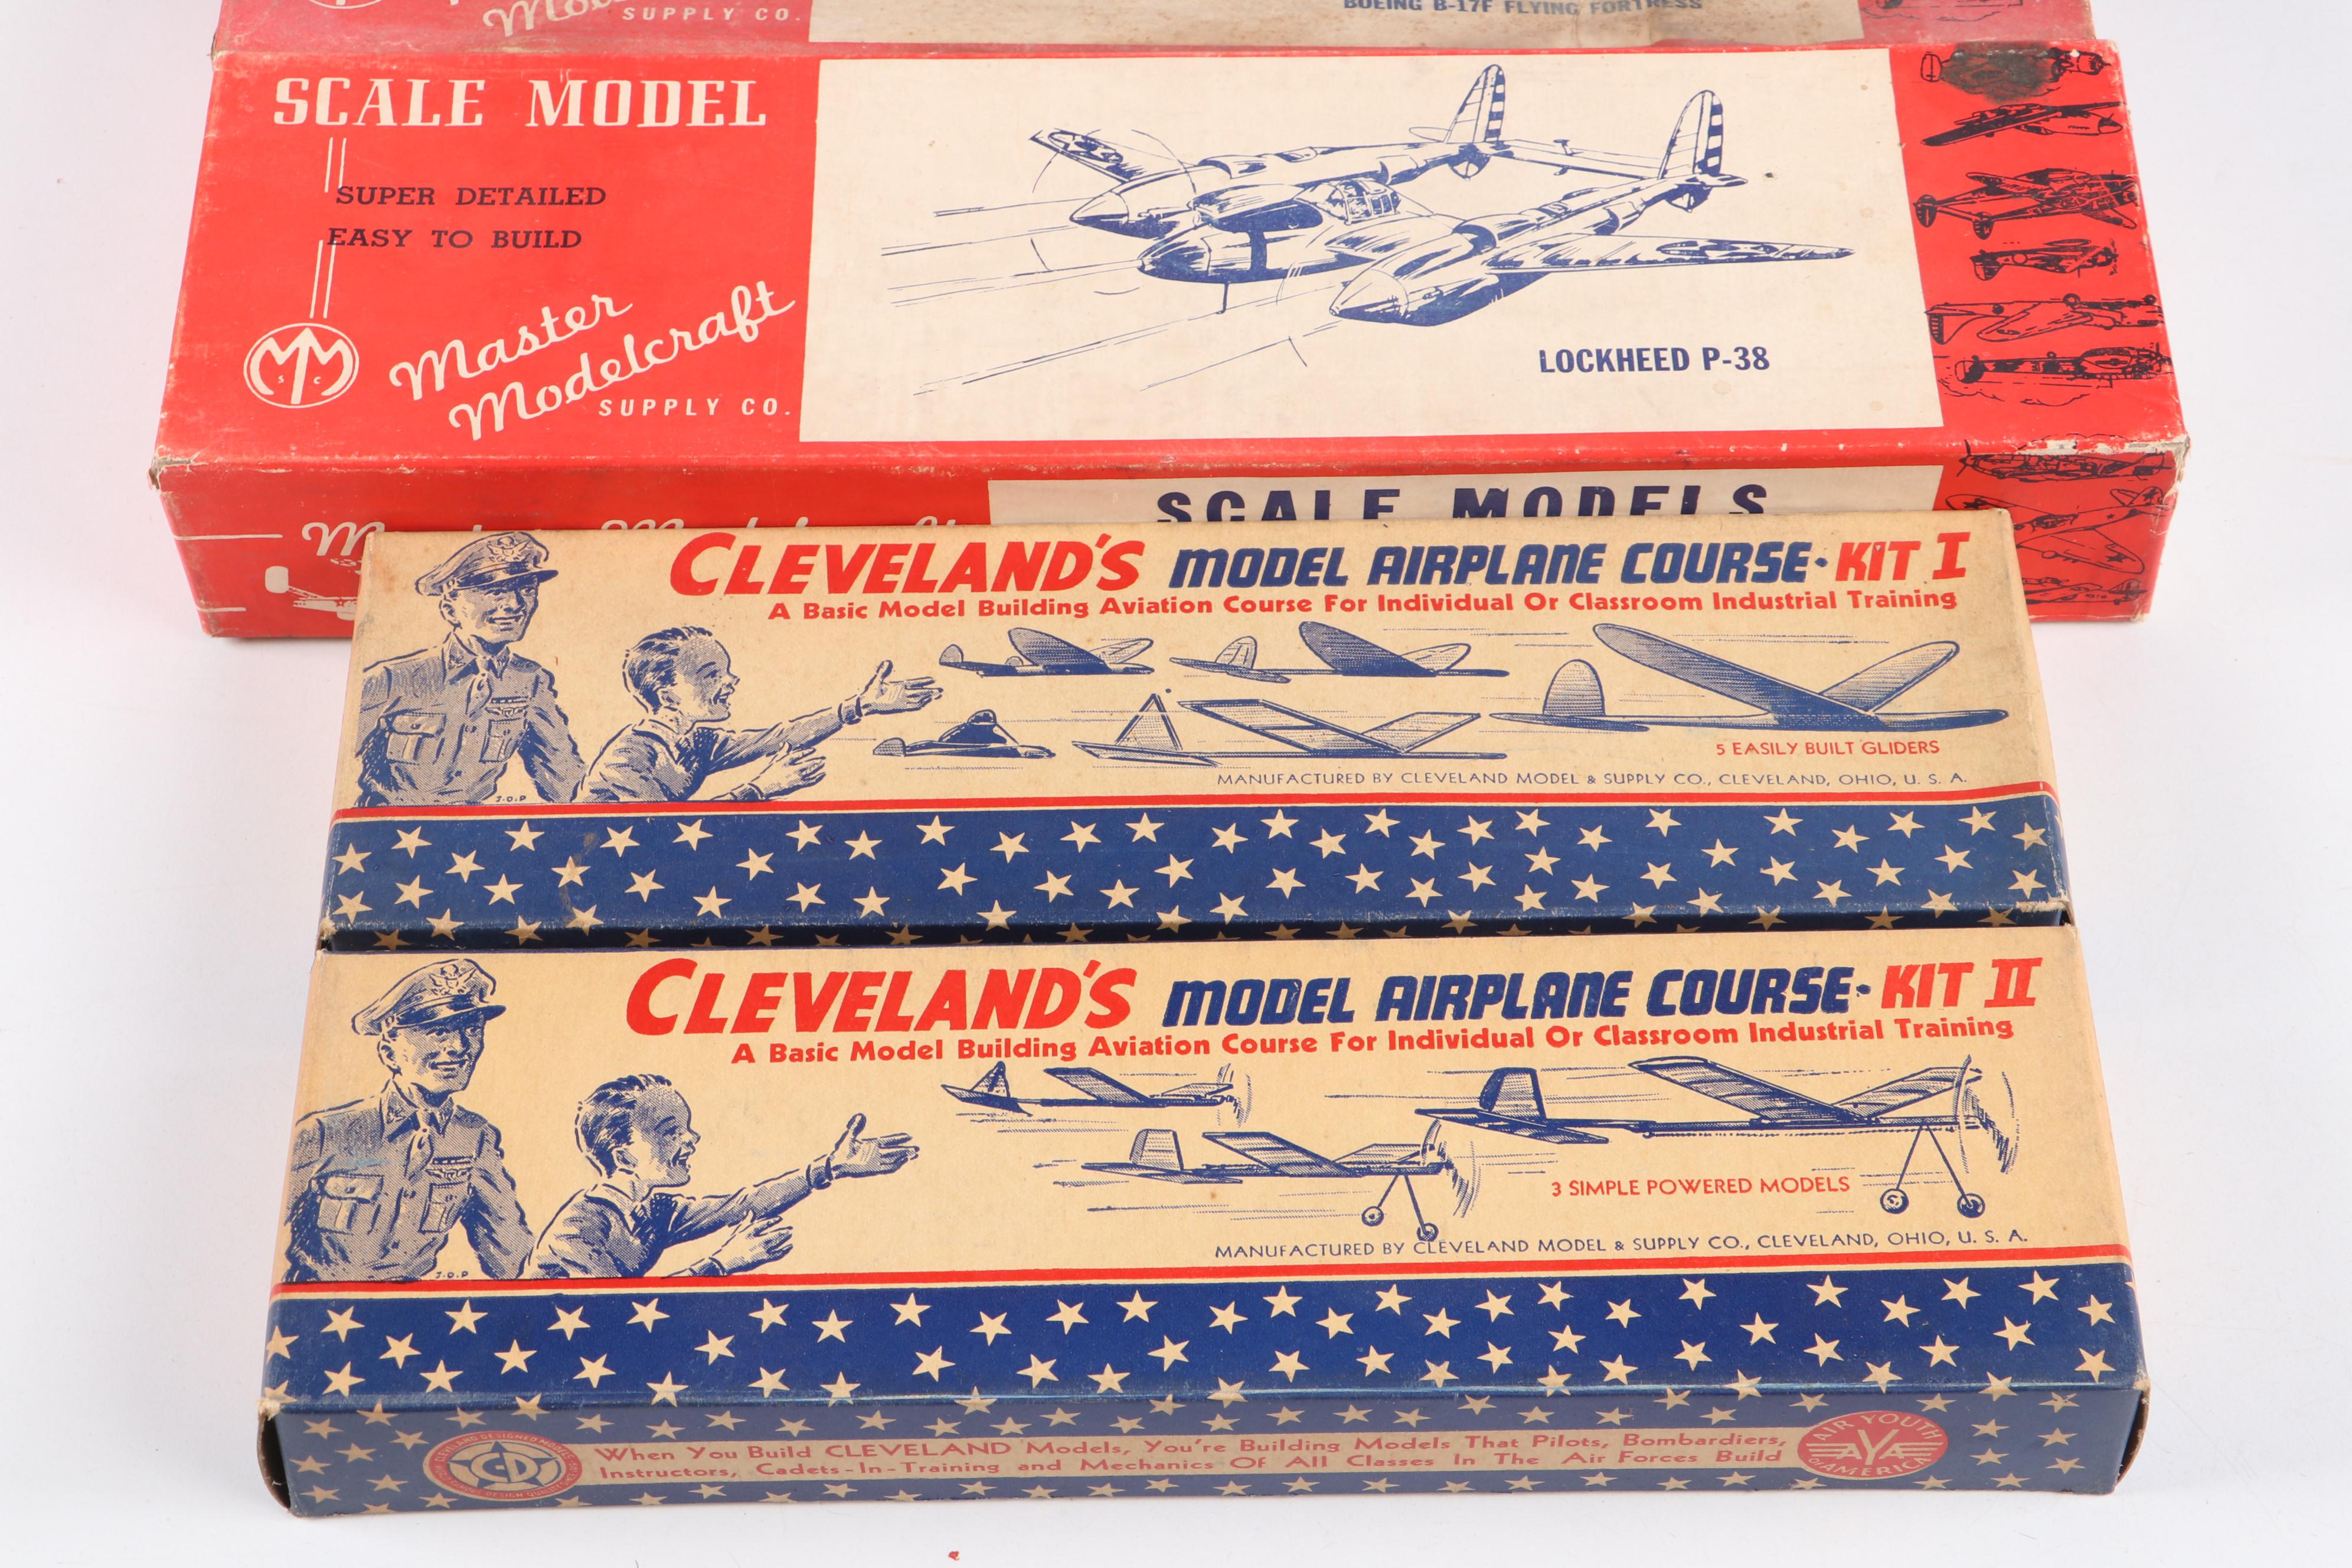 SUPPLY CO.
BOEING B-17F FLYING FORTRESS
SCALE MODEL
SUPER DETAILED
EASY TO BUILD
MM
S C
Master
Modelcraft
SUPPLY CO.
LOCKHEED P-38
SCALE MODELS
CLEVELAND'S MODEL AIRPLANE COURSE · KIT I
A Basic Model Building Aviation Course For Individual Or Classroom Industrial Training
5 EASILY BUILT GLIDERS
MANUFACTURED BY CLEVELAND MODEL & SUPPLY CO., CLEVELAND, OHIO, U. S. A.
J.O.P
CLEVELAND'S MODEL AIRPLANE COURSE · KIT II
A Basic Model Building Aviation Course For Individual Or Classroom Industrial Training
3 SIMPLE POWERED MODELS
MANUFACTURED BY CLEVELAND MODEL & SUPPLY CO., CLEVELAND, OHIO, U. S. A.
J.O.P
CLEVELAND DESIGNED MODELS
C-D
When You Build CLEVELAND Models, You're Building Models That Pilots, Bombardiers,
Instructors, Cadets-In-Training and Mechanics Of All Classes In The Air Forces Build
AIR YOUTH
AYA
OF AMERICA